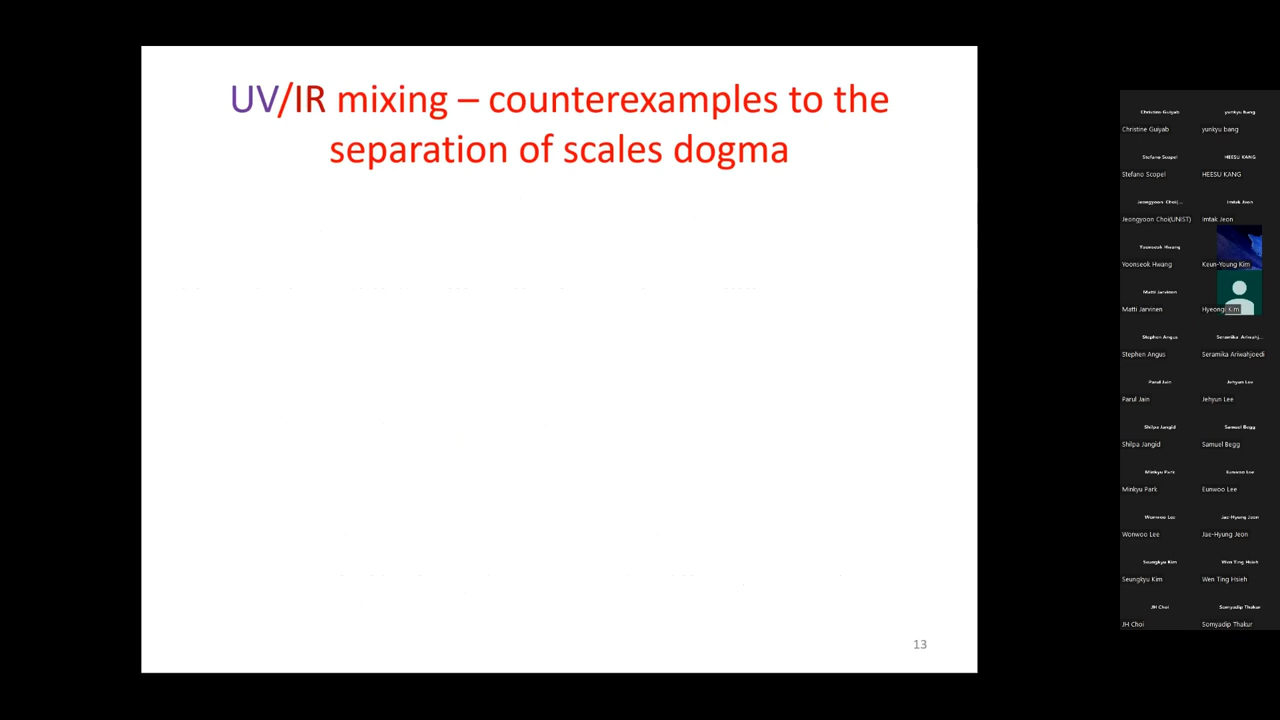 UV/IR mixing – counterexamples to the
separation of scales dogma
13
Christine Guiyab
yunkyu bang
Christine Guiyab
yunkyu bang
Stefano Scopel
HEESU KANG
Stefano Scopel
HEESU KANG
Jeongyoon Choi(...
Imtak Jeon
Jeongyoon Choi(UNIST)
Imtak Jeon
Yoonseok Hwang
Yoonseok Hwang
Keun-Young Kim
Matti Jarvinen
Matti Jarvinen
Hyeong Kim
Stephen Angus
Seramika Ariwahj...
Stephen Angus
Seramika Ariwahjoedi
Parul Jain
Jehyun Lee
Parul Jain
Jehyun Lee
Shilpa Jangid
Samuel Begg
Shilpa Jangid
Samuel Begg
Minkyu Park
Eunwoo Lee
Minkyu Park
Eunwoo Lee
Wonwoo Lee
Jae-Hyung Jeon
Wonwoo Lee
Jae-Hyung Jeon
Seungkyu Kim
Wen Ting Hsieh
Seungkyu Kim
Wen Ting Hsieh
JH Choi
Somyadip Thakur
JH Choi
Somyadip Thakur